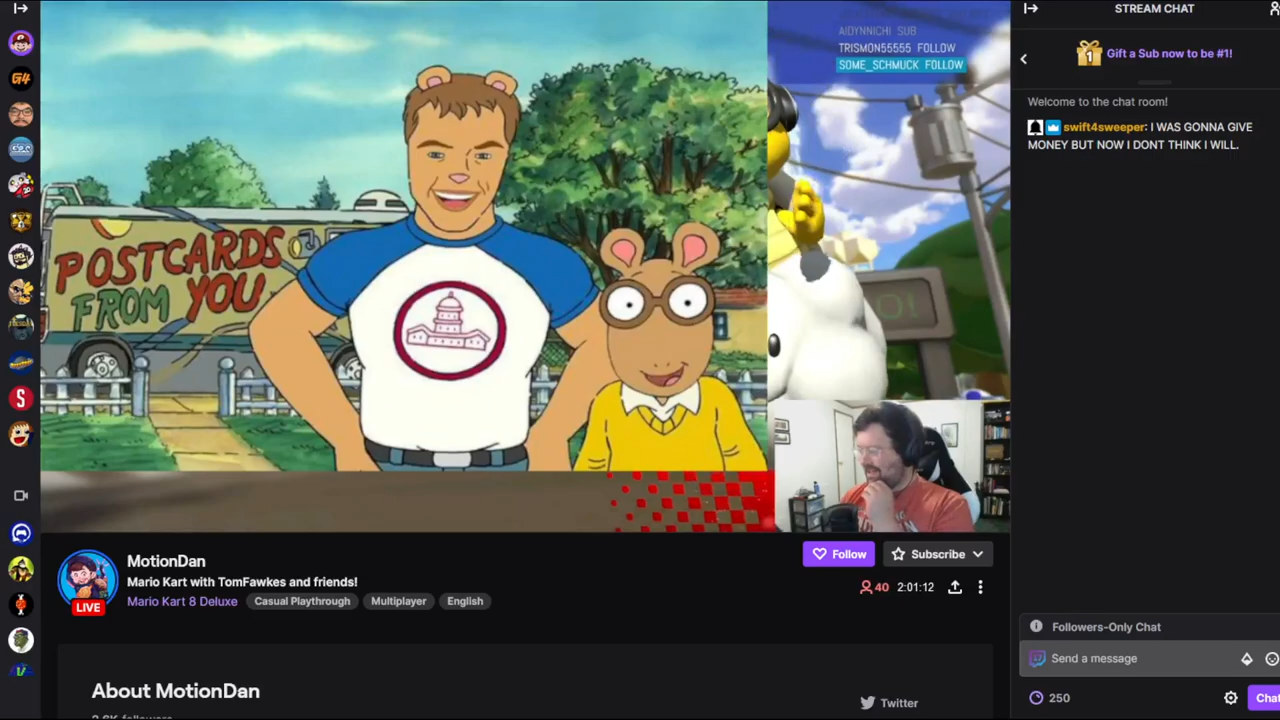 STREAM CHAT
G4
AIDYNNICHI SUB
TRISMON55555 FOLLOW
SOME_SCHMUCK FOLLOW
1
Gift a Sub now to be #1!
Welcome to the chat room!
swift4sweeper: I WAS GONNA GIVE
MONEY BUT NOW I DONT THINK I WILL.
POSTCARDS
FROM YOU
S
MotionDan
Mario Kart with TomFawkes and friends!
Mario Kart 8 Deluxe
Casual Playthrough
Multiplayer
English
LIVE
Follow
Subscribe
40
2:01:12
Followers-Only Chat
Send a message
250
Chat
About MotionDan
Twitter